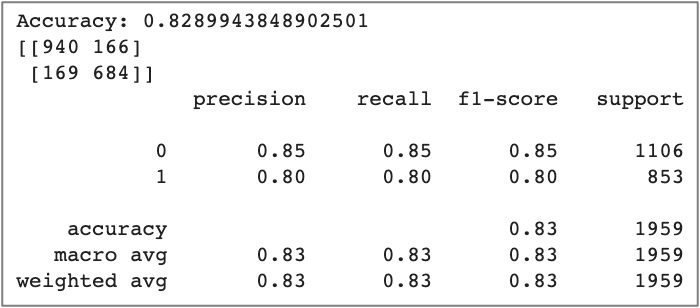 Accuracy: 0.8289943848902501
[[940 166]
 [169 684]]
precision recall f1-score support
0 0.85 0.85 0.85 1106
1 0.80 0.80 0.80 853
accuracy 0.83 1959
macro avg 0.83 0.83 0.83 1959
weighted avg 0.83 0.83 0.83 1959